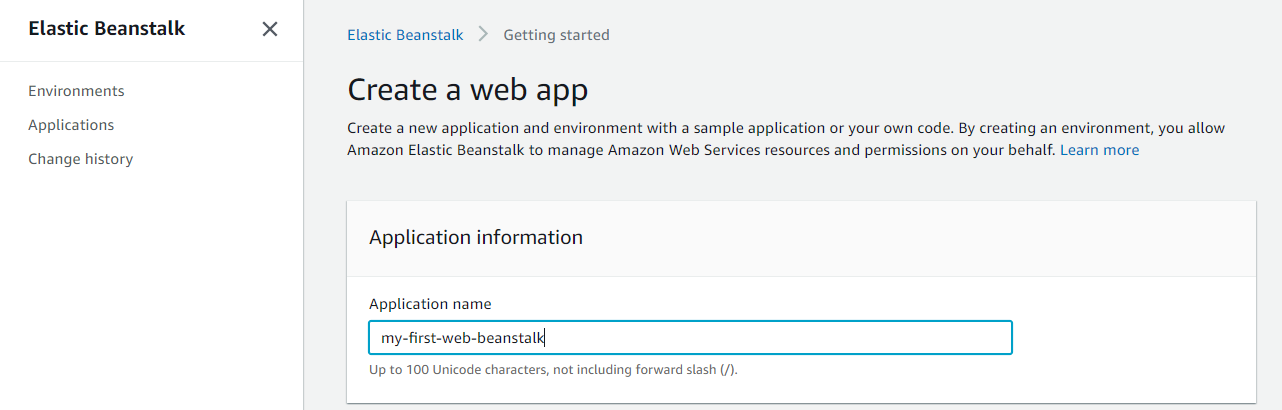 Elastic Beanstalk
Environments
Applications
Change history
Elastic Beanstalk > Getting started
Create a web app
Create a new application and environment with a sample application or your own code. By creating an environment, you allow
Amazon Elastic Beanstalk to manage Amazon Web Services resources and permissions on your behalf. Learn more
Application information
Application name
my-first-web-beanstalk
Up to 100 Unicode characters, not including forward slash (/).